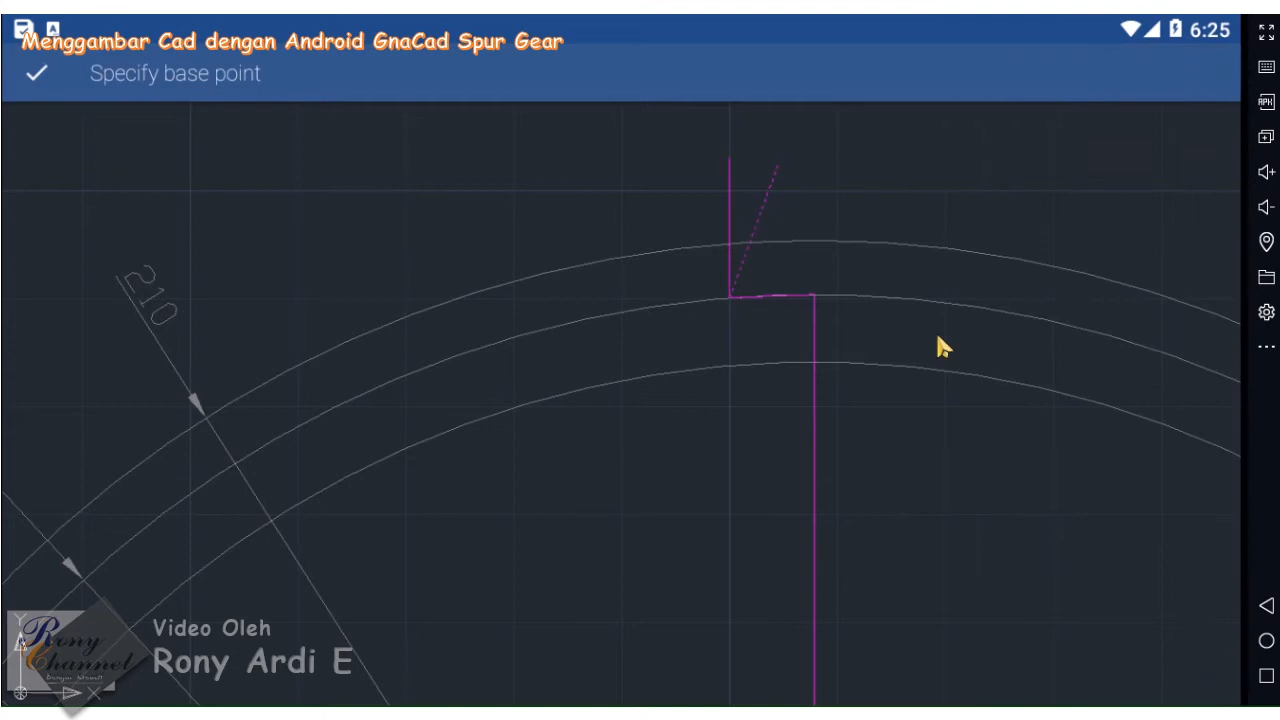 Menggambar Cad dengan Android GnaCad Spur Gear
6:25
Specify base point
APK
210
Y
Rony
Channel
X
Video Oleh
Rony Ardi E